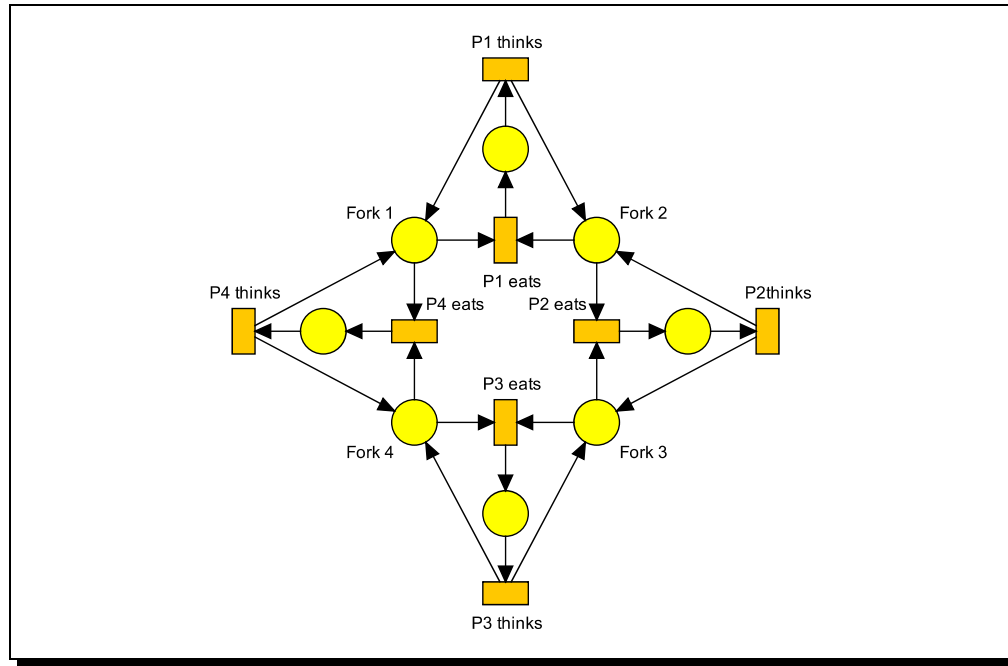 P1 thinks
Fork 1
Fork 2
P1 eats
P4 thinks
P4 eats
P2 eats
P2thinks
P3 eats
Fork 4
Fork 3
P3 thinks